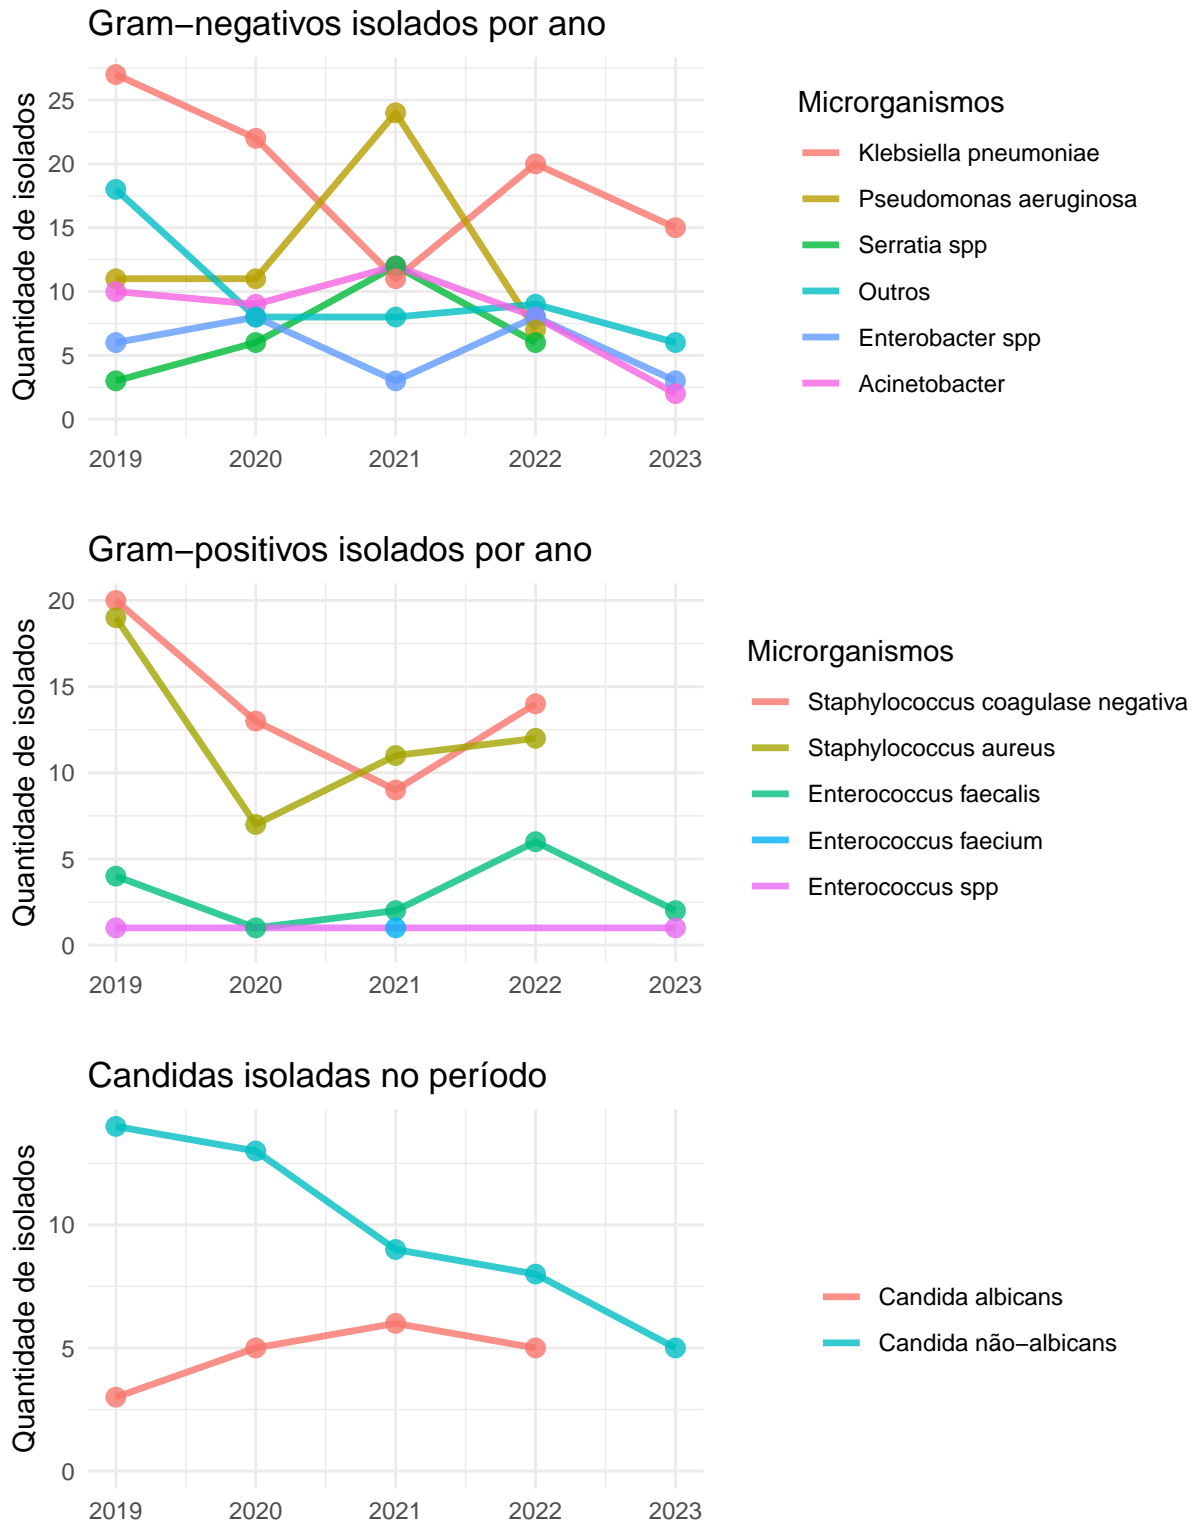 Gram−negativos isolados por ano
Quantidade de isolados
25
20
15
10
5
0
2019 2020 2021 2022 2023
Microrganismos
Klebsiella pneumoniae
Pseudomonas aeruginosa
Serratia spp
Outros
Enterobacter spp
Acinetobacter
Gram−positivos isolados por ano
Quantidade de isolados
20
15
10
5
0
2019 2020 2021 2022 2023
Microrganismos
Staphylococcus coagulase negativa
Staphylococcus aureus
Enterococcus faecalis
Enterococcus faecium
Enterococcus spp
Candidas isoladas no período
Quantidade de isolados
10
5
0
2019 2020 2021 2022 2023
Candida albicans
Candida não−albicans